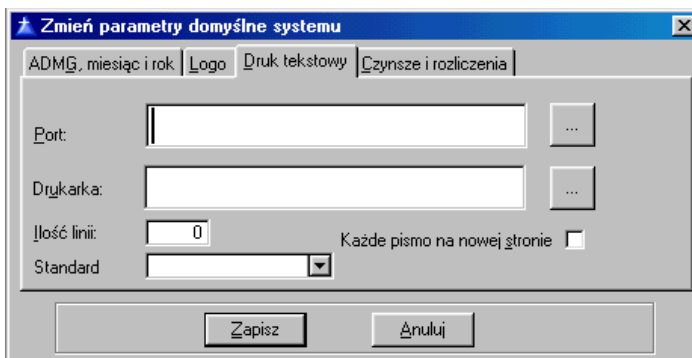 Zmień parametry domyślne systemu
ADMG, miesiąc i rok Logo Druk tekstowy Czynsze i rozliczenia
Port: ...
Drukarka: ...
Ilość linii: 0 Każde pismo na nowej stronie
Standard
Zapisz Anuluj